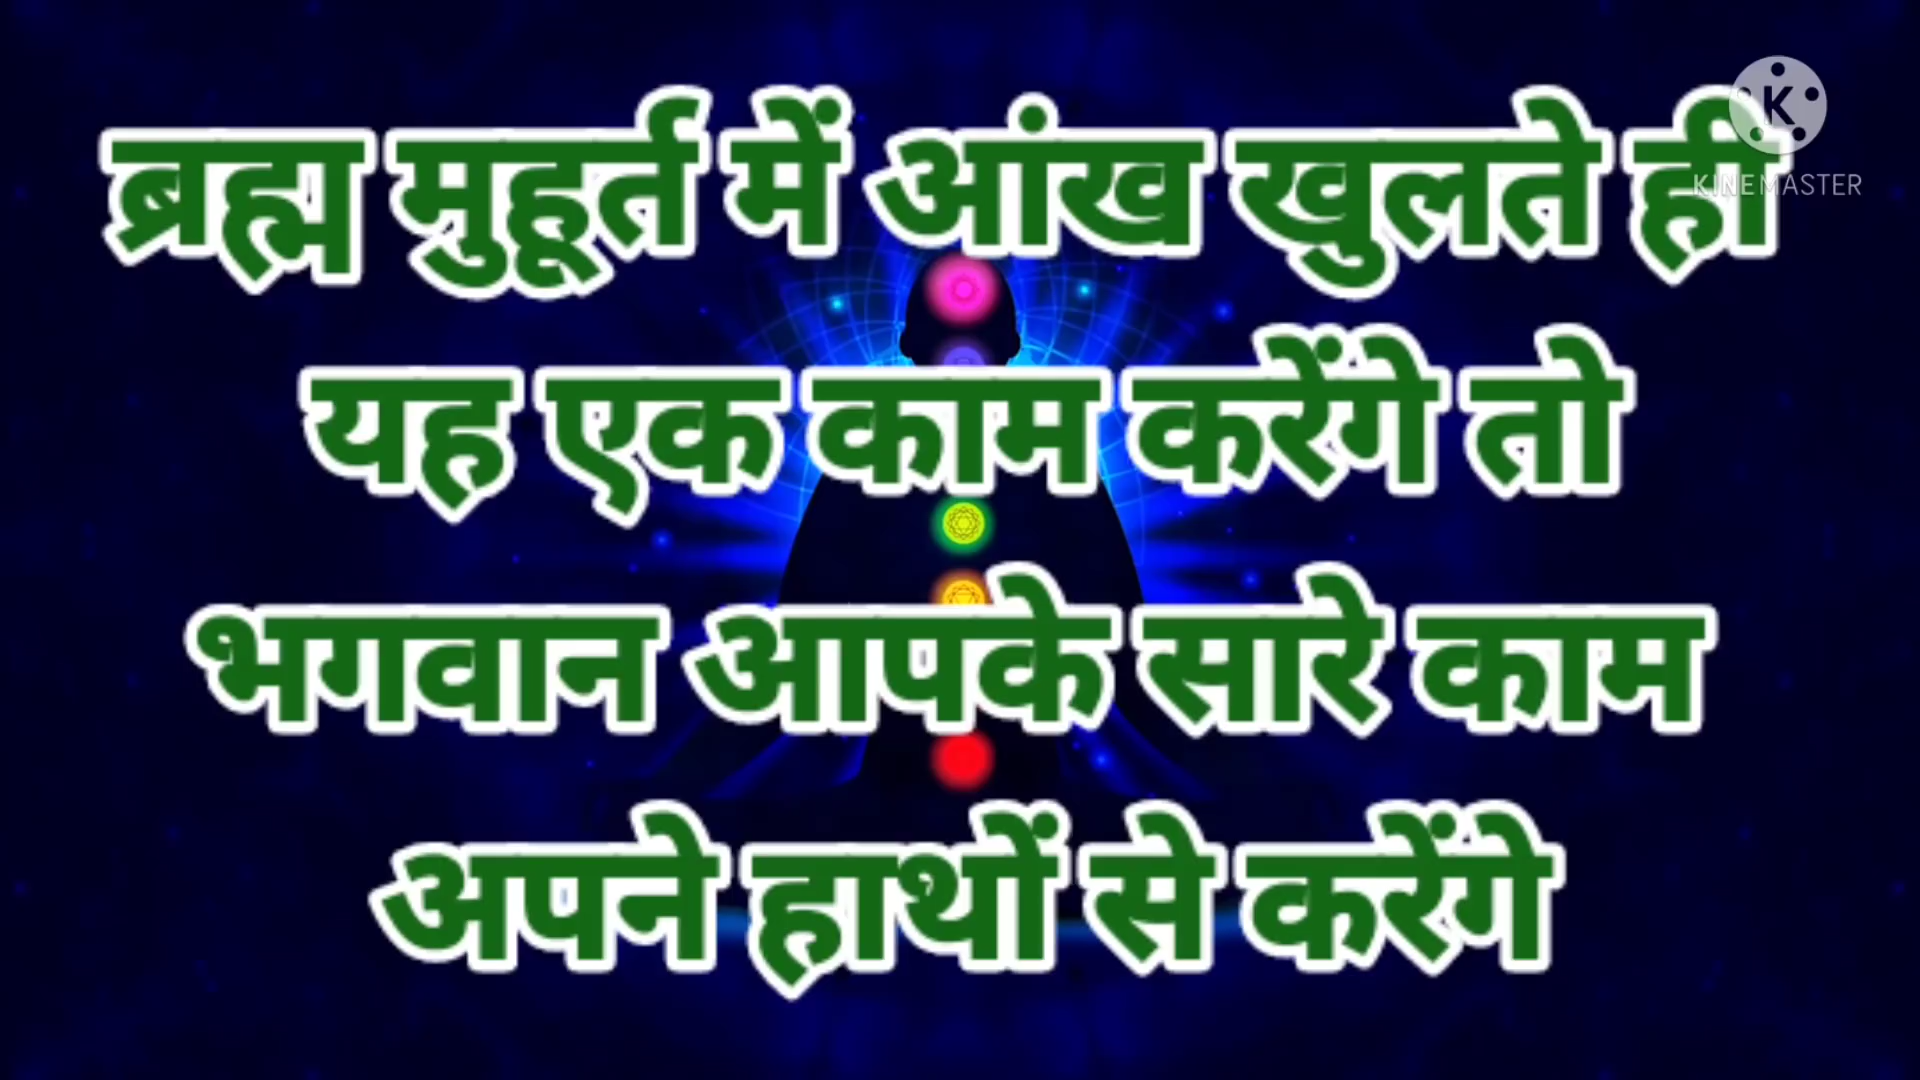 ब्रह्म मुहूर्त में आंख खुलते ही
यह एक काम करेंगे तो
भगवान आपके सारे काम
अपने हाथों से करेंगे
K
KINEMASTER